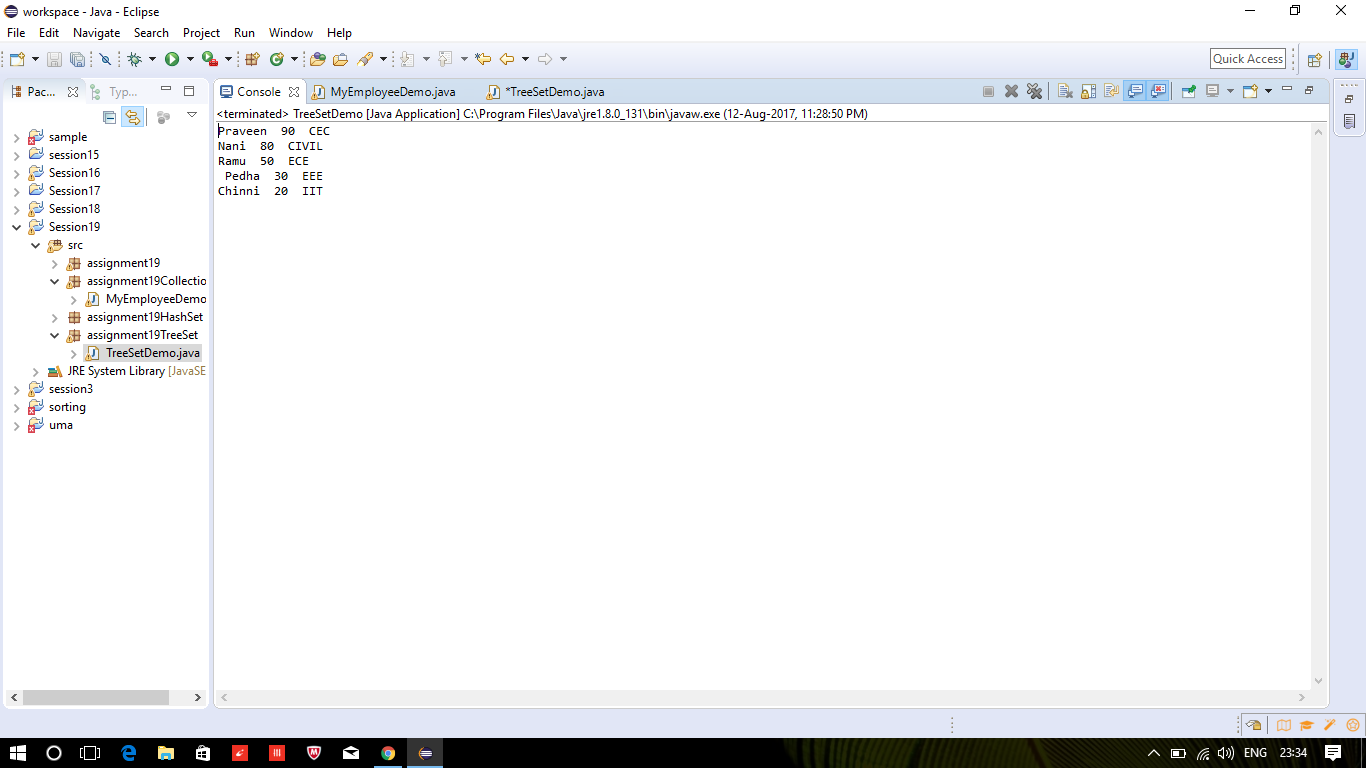 workspace - Java - Eclipse
File Edit Navigate Search Project Run Window Help
Quick Access
Pac... Typ...
Console MyEmployeeDemo.java *TreeSetDemo.java
<terminated> TreeSetDemo [Java Application] C:\Program Files\Java\jre1.8.0_131\bin\javaw.exe (12-Aug-2017, 11:28:50 PM)
Praveen 90 CEC
Nani 80 CIVIL
Ramu 50 ECE
Pedha 30 EEE
Chinni 20 IIT
sample
session15
Session16
Session17
Session18
Session19
src
assignment19
assignment19Collectio
MyEmployeeDemo
assignment19HashSet
assignment19TreeSet
TreeSetDemo.java
JRE System Library [JavaSE
session3
sorting
uma
ENG 23:34